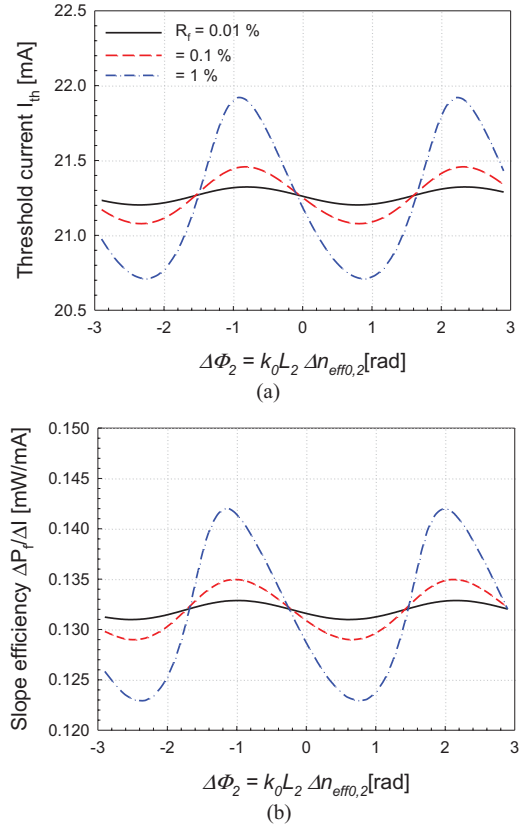 R_f = 0.01 %
= 0.1 %
= 1 %
Threshold current I_th [mA]
22.5
22.0
21.5
21.0
20.5
-3 -2 -1 0 1 2 3
ΔΦ_2 = k_0L_2 Δn_eff0,2[rad]
(a)
Slope efficiency ΔP_f/ΔI [mW/mA]
0.150
0.145
0.140
0.135
0.130
0.125
0.120
-3 -2 -1 0 1 2 3
ΔΦ_2 = k_0L_2 Δn_eff0,2[rad]
(b)